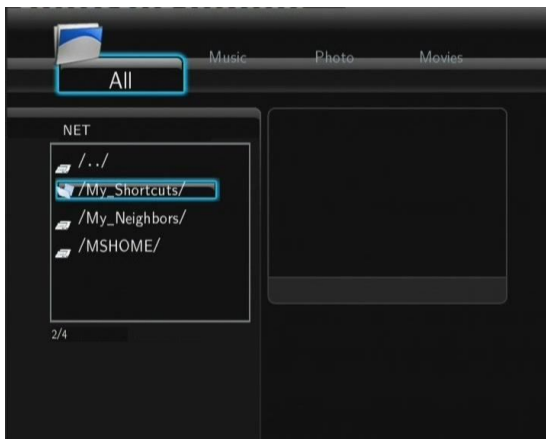 All
Music
Photo
Movies
NET
/../
/My_Shortcuts/
/My_Neighbors/
/MSHOME/
2/4